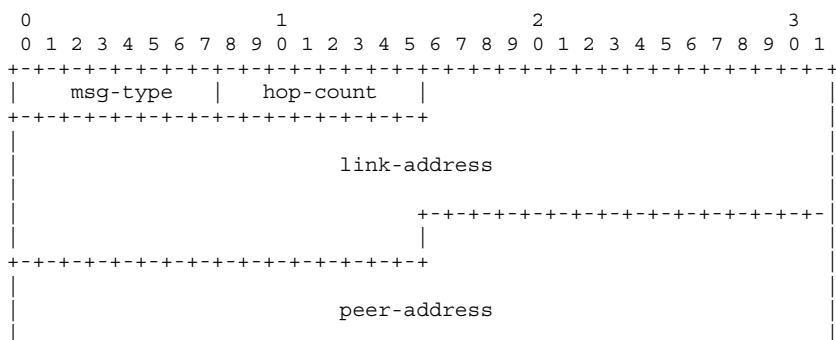 0                   1                   2                   3
0 1 2 3 4 5 6 7 8 9 0 1 2 3 4 5 6 7 8 9 0 1 2 3 4 5 6 7 8 9 0 1
+-+-+-+-+-+-+-+-+-+-+-+-+-+-+-+-+-+-+-+-+-+-+-+-+-+-+-+-+-+-+-+-+
|    msg-type   |   hop-count   |                               |
+-+-+-+-+-+-+-+-+-+-+-+-+-+-+-+-+                               |
|                                                               |
|                         link-address                          |
|                                                               |
|                               +-+-+-+-+-+-+-+-+-+-+-+-+-+-+-+-|
|                               |                               |
+-+-+-+-+-+-+-+-+-+-+-+-+-+-+-+-+                               |
|                                                               |
|                         peer-address                          |
|                                                               |